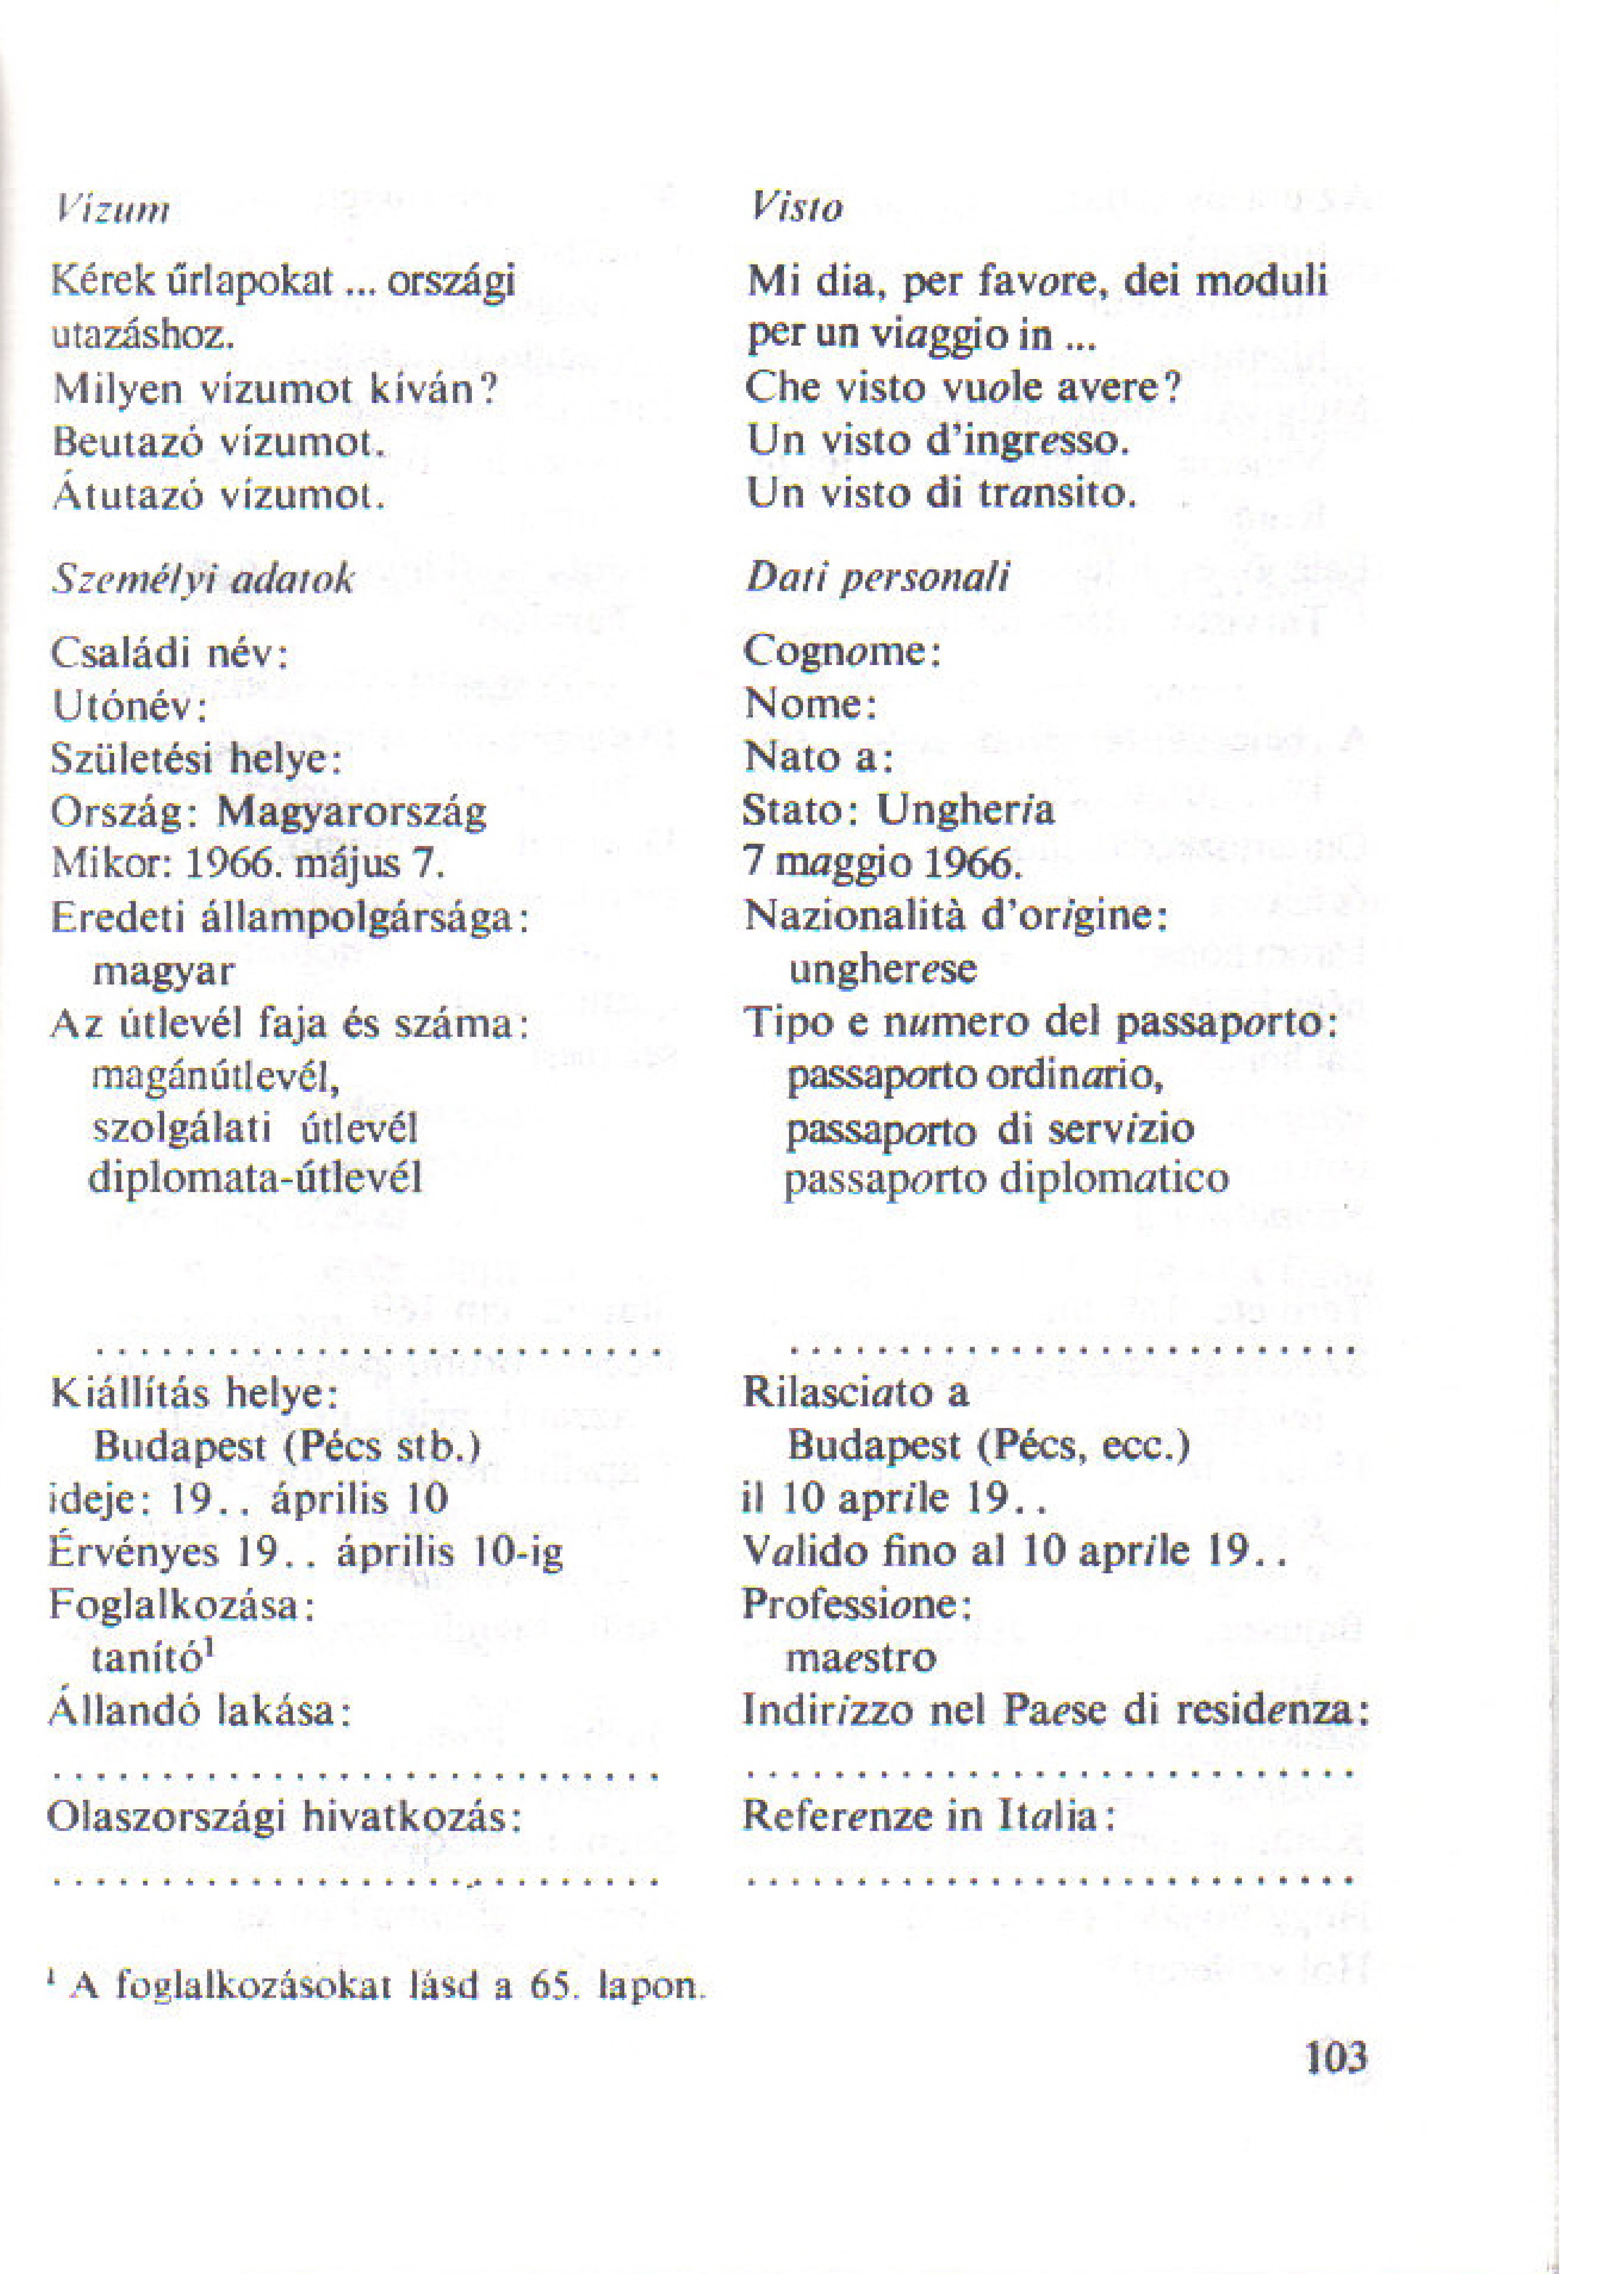 Vízum
Kérek űrlapokat ... országi
utazáshoz.
Milyen vízumot kíván?
Beutazó vízumot.
Átutazó vízumot.
Személyi adatok
Családi név:
Utónév:
Születési helye:
Ország: Magyarország
Mikor: 1966. május 7.
Eredeti állampolgársága:
magyar
Az útlevél faja és száma:
magánútlevél,
szolgálati útlevél
diplomata-útlevél
..........................
Kiállítás helye:
Budapest (Pécs stb.)
ideje: 19.. április 10
Érvényes 19.. április 10-ig
Foglalkozása:
tanító¹
Állandó lakása:
............................
Olaszországi hivatkozás:
............................
Visto
Mi dia, per favore, dei moduli
per un viaggio in ...
Che visto vuole avere?
Un visto d'ingresso.
Un visto di transito.
Dati personali
Cognome:
Nome:
Nato a:
Stato: Ungheria
7 maggio 1966.
Nazionalità d'origine:
ungherese
Tipo e numero del passaporto:
passaporto ordinario,
passaporto di servizio
passaporto diplomatico
..........................
Rilasciato a
Budapest (Pécs, ecc.)
il 10 aprile 19..
Valido fino al 10 aprile 19..
Professione:
maestro
Indirizzo nel Paese di residenza:
............................
Referenze in Italia:
............................
¹ A foglalkozásokat lásd a 65. lapon.
103